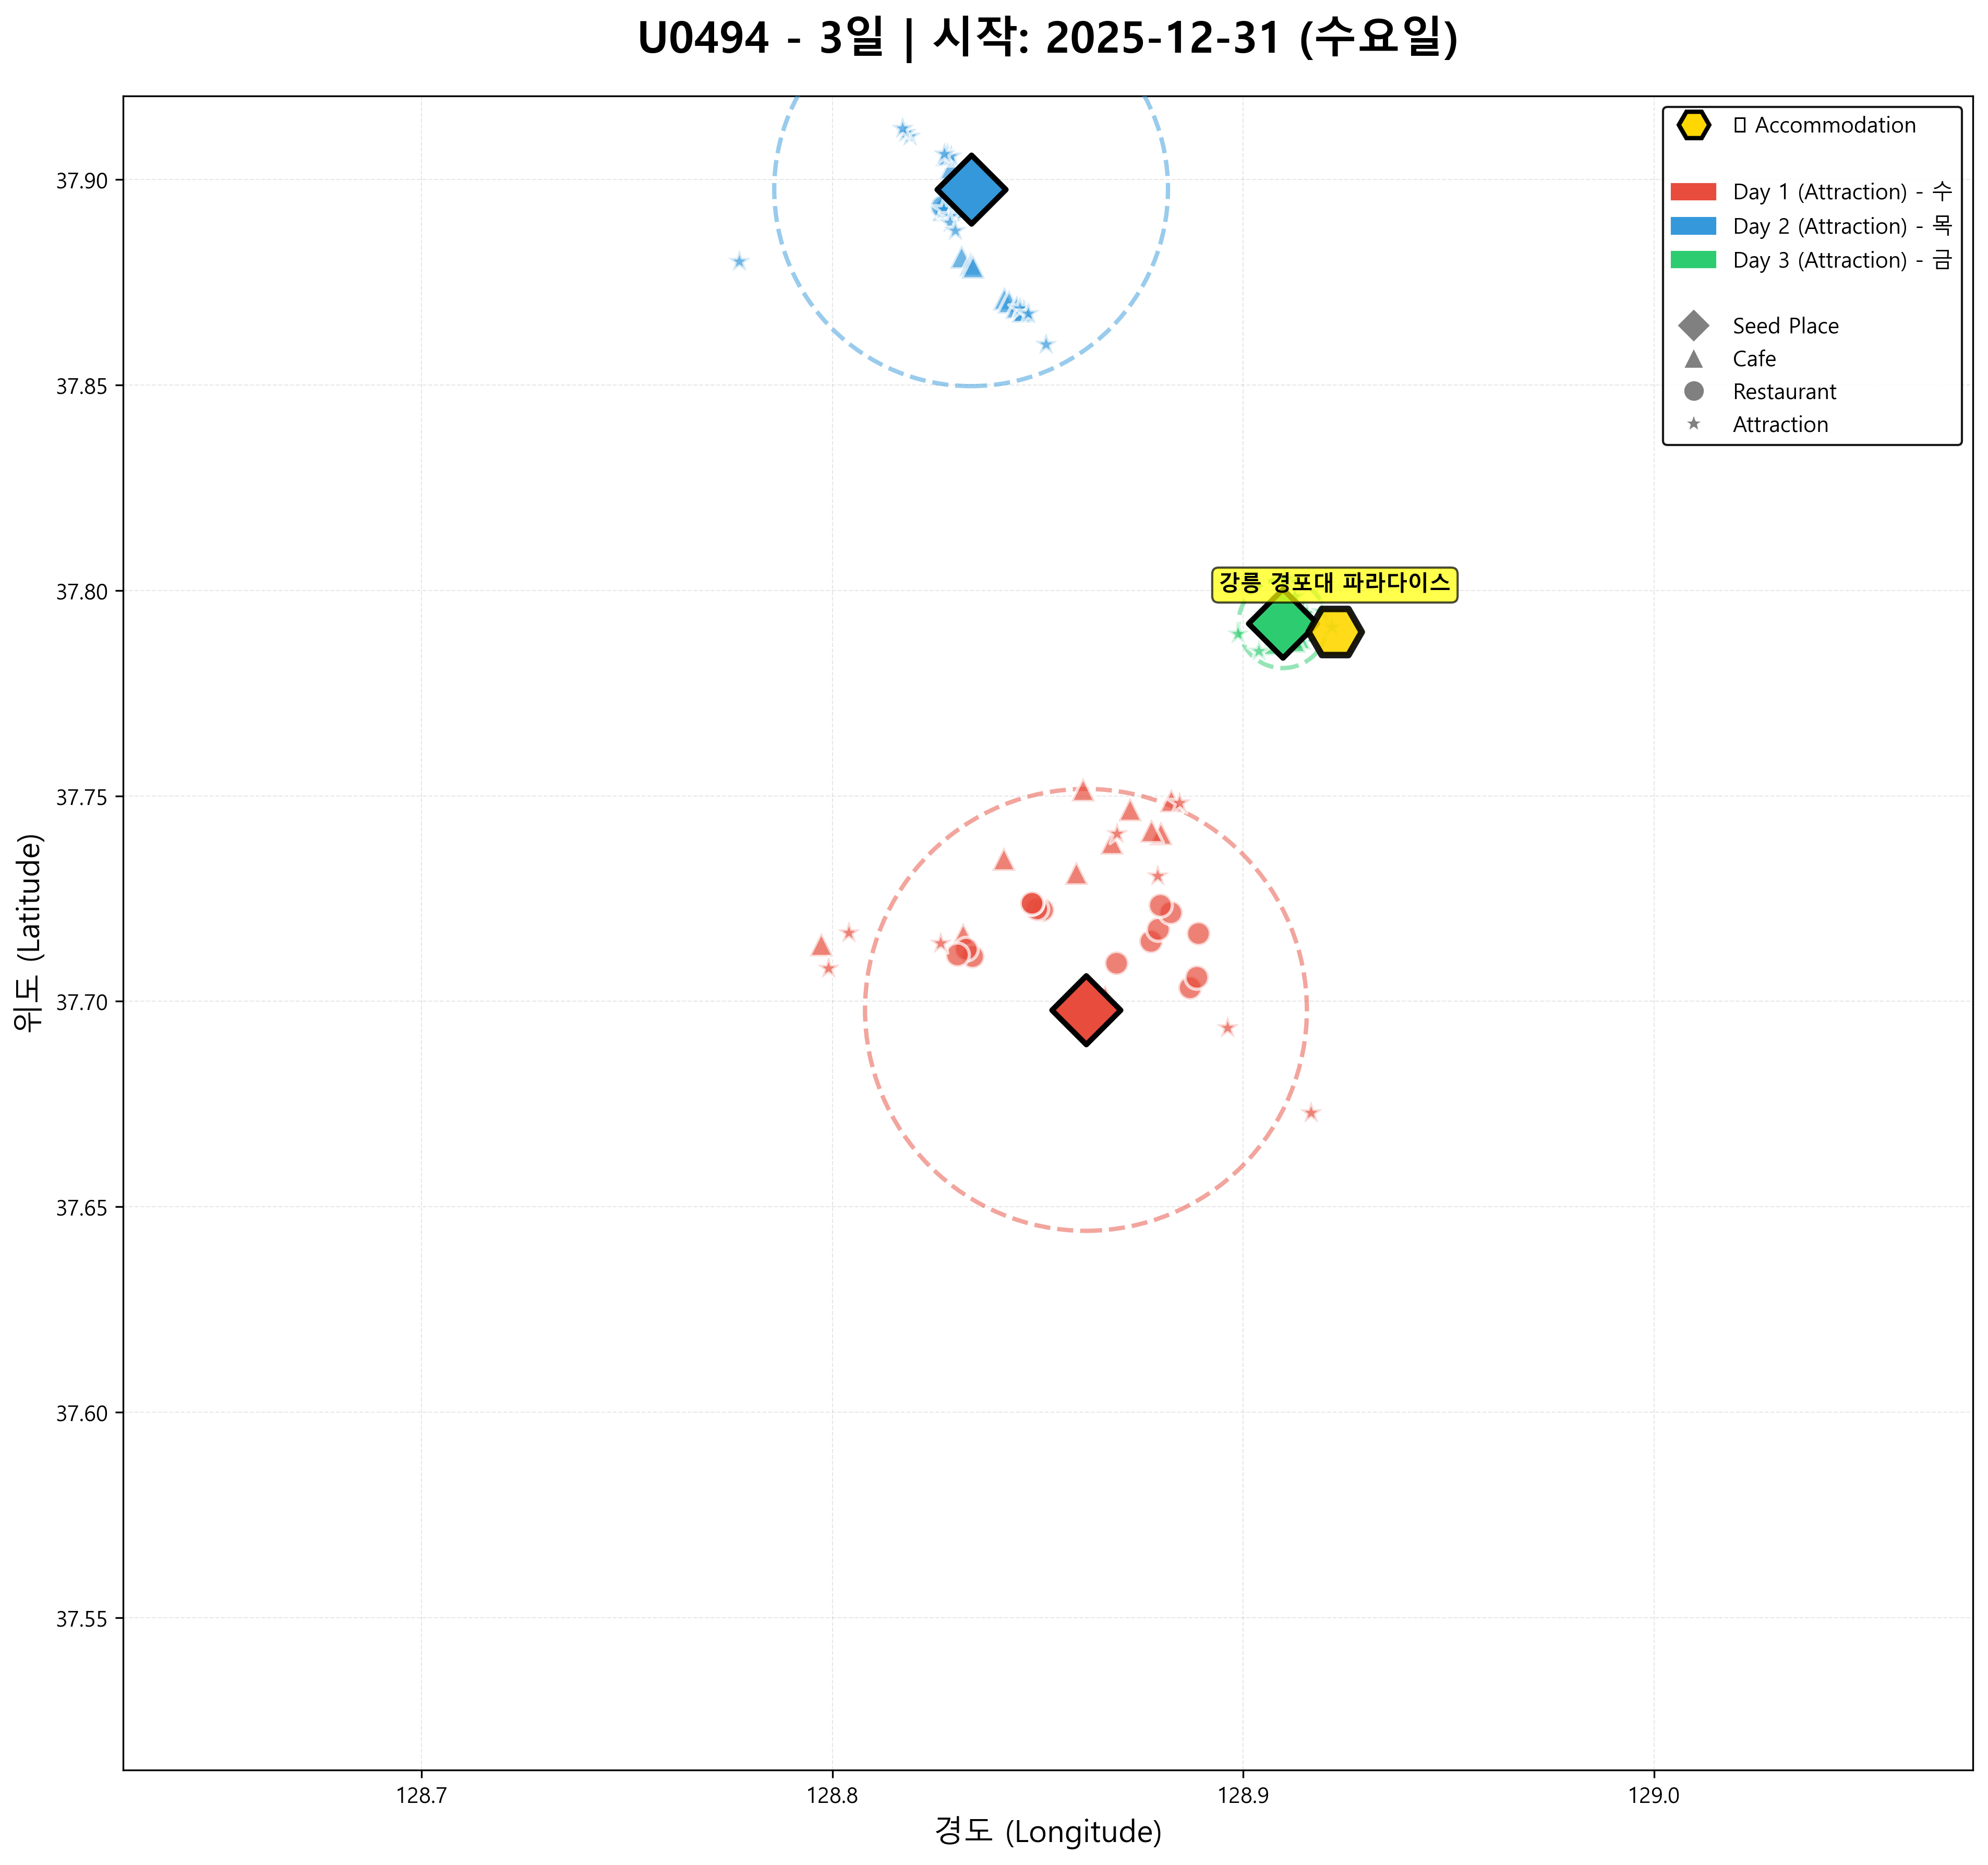 U0494 - 3일 | 시작: 2025-12-31 (수요일)
Accommodation
Day 1 (Attraction) - 수
Day 2 (Attraction) - 목
Day 3 (Attraction) - 금
Seed Place
Cafe
Restaurant
Attraction
강릉 경포대 파라다이스
37.90
37.85
37.80
37.75
37.70
37.65
37.60
37.55
위도 (Latitude)
128.7
128.8
128.9
129.0
경도 (Longitude)